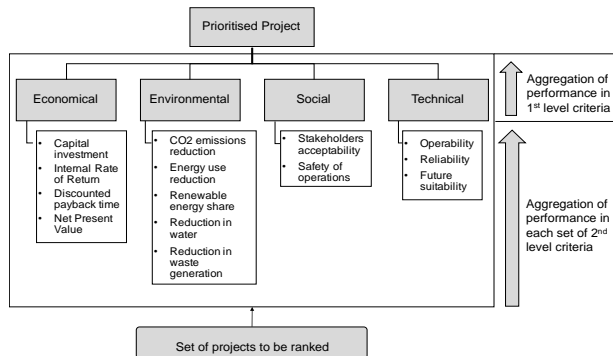 Prioritised Project
Economical
Environmental
Social
Technical
• Capital
investment
• Internal Rate
of Return
• Discounted
payback time
• Net Present
Value
• CO2 emissions
reduction
• Energy use
reduction
• Renewable
energy share
• Reduction in
water
• Reduction in
waste
generation
• Stakeholders
acceptability
• Safety of
operations
• Operability
• Reliability
• Future
suitability
Aggregation of
performance in
1st level criteria
Aggregation of
performance in
each set of 2nd
level criteria
Set of projects to be ranked